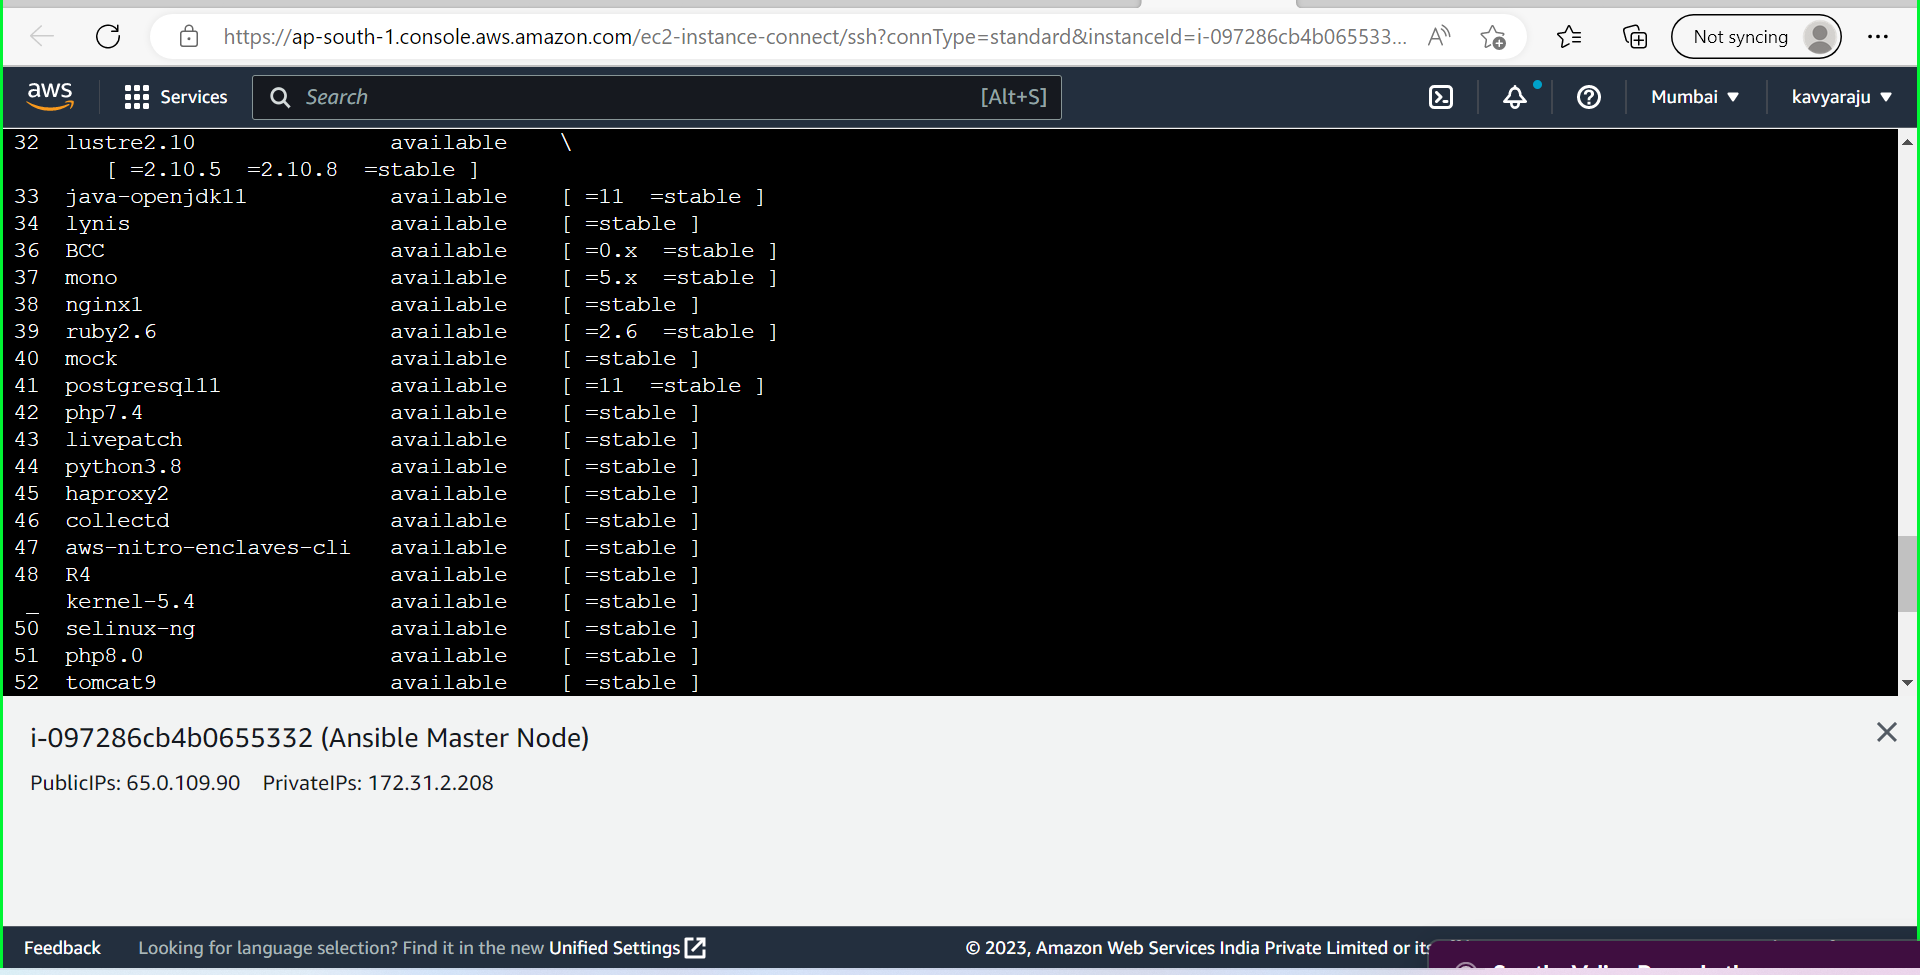 https://ap-south-1.console.aws.amazon.com/ec2-instance-connect/ssh?connType=standard&instanceId=i-097286cb4b065533... Not syncing
aws Services Search [Alt+S] Mumbai kavyaraju
32 lustre2.10 available \
[ =2.10.5 =2.10.8 =stable ]
33 java-openjdk11 available [ =11 =stable ]
34 lynis available [ =stable ]
36 BCC available [ =0.x =stable ]
37 mono available [ =5.x =stable ]
38 nginx1 available [ =stable ]
39 ruby2.6 available [ =2.6 =stable ]
40 mock available [ =stable ]
41 postgresql11 available [ =11 =stable ]
42 php7.4 available [ =stable ]
43 livepatch available [ =stable ]
44 python3.8 available [ =stable ]
45 haproxy2 available [ =stable ]
46 collectd available [ =stable ]
47 aws-nitro-enclaves-cli available [ =stable ]
48 R4 available [ =stable ]
_ kernel-5.4 available [ =stable ]
50 selinux-ng available [ =stable ]
51 php8.0 available [ =stable ]
52 tomcat9 available [ =stable ]
i-097286cb4b0655332 (Ansible Master Node)
PublicIPs: 65.0.109.90 PrivateIPs: 172.31.2.208
Feedback Looking for language selection? Find it in the new Unified Settings © 2023, Amazon Web Services India Private Limited or its